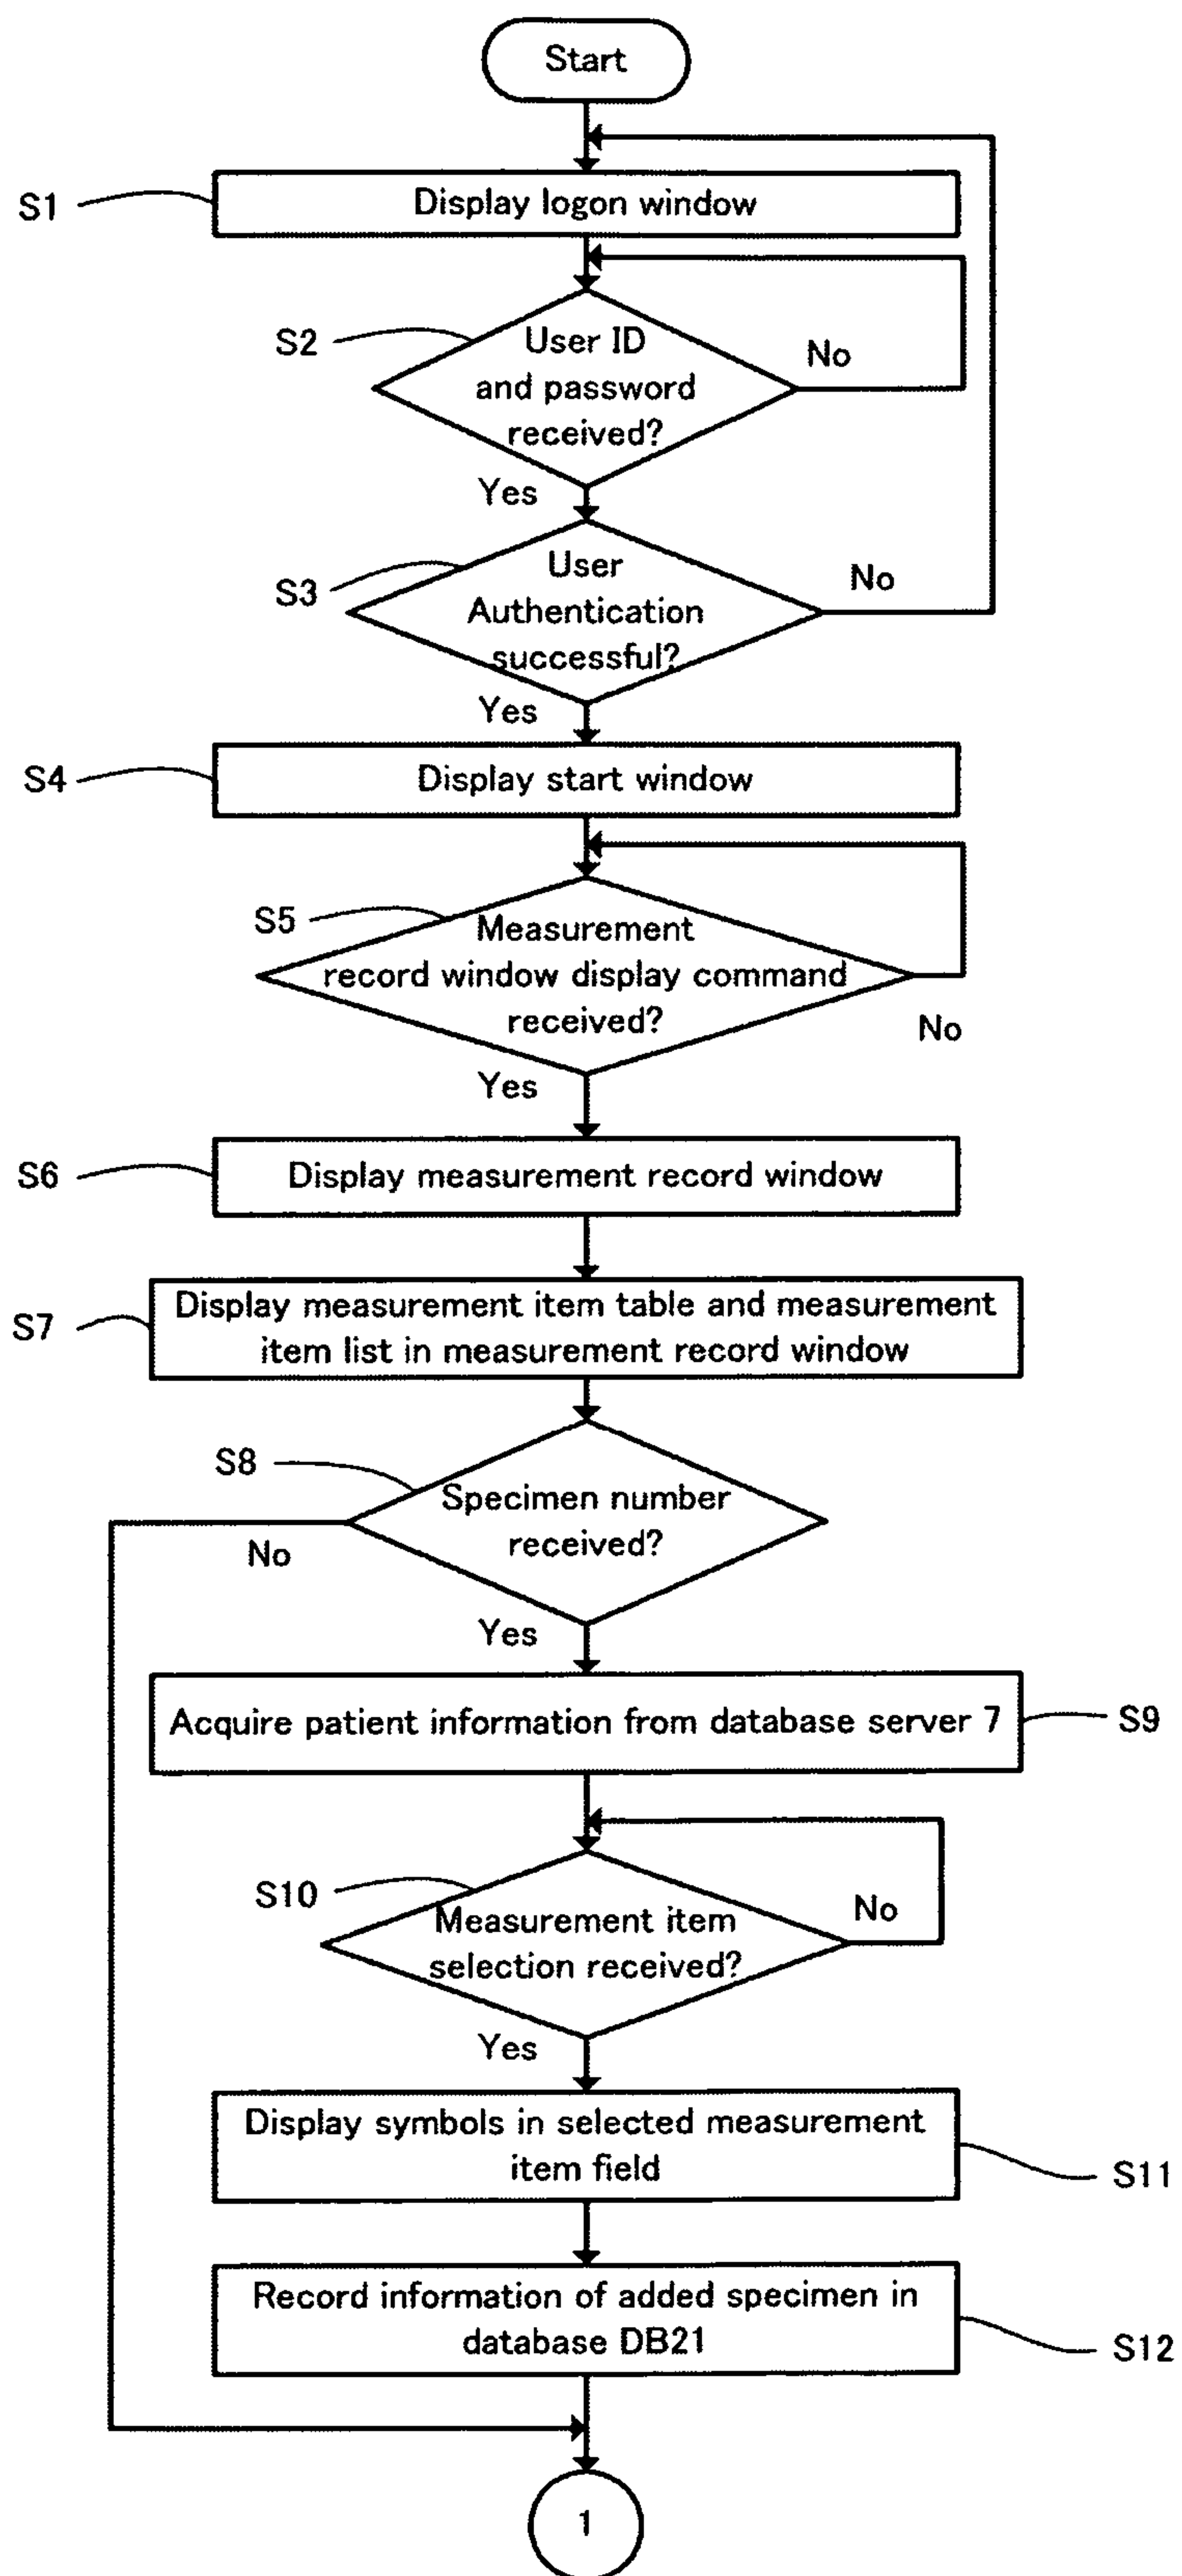 Start
S1
Display logon window
S2
User ID
and password
received?
No
Yes
S3
User
Authentication
successful?
No
Yes
S4
Display start window
S5
Measurement
record window display command
received?
No
Yes
S6
Display measurement record window
S7
Display measurement item table and measurement
item list in measurement record window
S8
Specimen number
received?
No
Yes
Acquire patient information from database server 7
S9
S10
Measurement item
selection received?
No
Yes
Display symbols in selected measurement
item field
S11
Record information of added specimen in
database DB21
S12
1